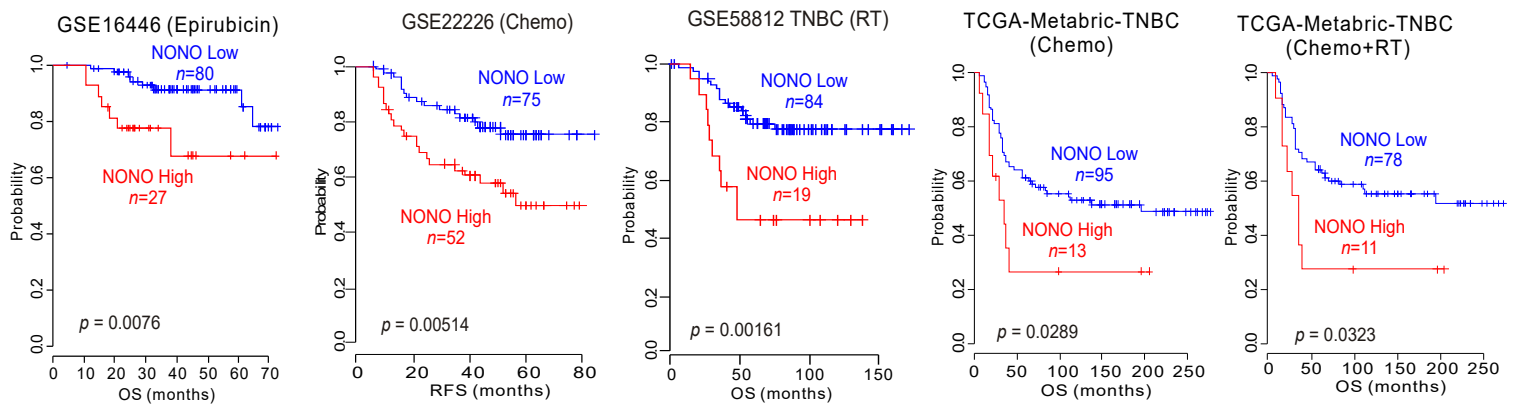 GSE16446 (Epirubicin)
NONO Low
n=80
NONO High
n=27
p = 0.0076
Probability
0.0 0.2 0.4 0.6 0.8 1.0
0 10 20 30 40 50 60 70
OS (months)
GSE22226 (Chemo)
NONO Low
n=75
NONO High
n=52
p = 0.00514
Probability
0.0 0.2 0.4 0.6 0.8 1.0
0 20 40 60 80
RFS (months)
GSE58812 TNBC (RT)
NONO Low
n=84
NONO High
n=19
p = 0.00161
Probability
0.0 0.2 0.4 0.6 0.8 1.0
0 50 100 150
OS (months)
TCGA-Metabric-TNBC
(Chemo)
NONO Low
n=95
NONO High
n=13
p = 0.0289
Probability
0.0 0.2 0.4 0.6 0.8 1.0
0 50 100 150 200 250
OS (months)
TCGA-Metabric-TNBC
(Chemo+RT)
NONO Low
n=78
NONO High
n=11
p = 0.0323
Probability
0.0 0.2 0.4 0.6 0.8 1.0
0 50 100 150 200 250
OS (months)